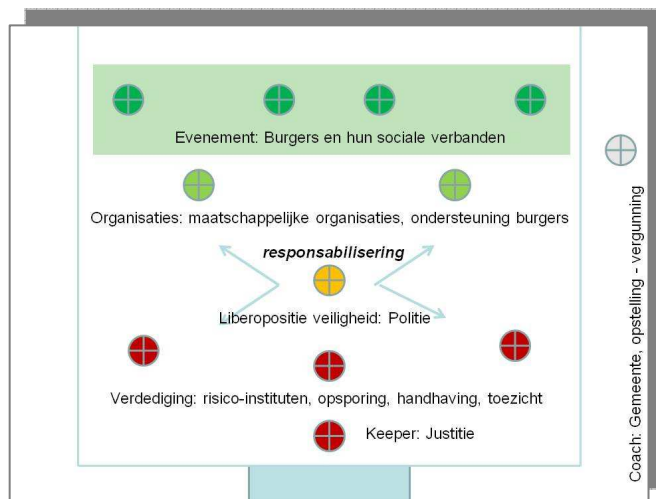 Evenement: Burgers en hun sociale verbanden
Organisaties: maatschappelijke organisaties, ondersteuning burgers
responsabilisering
Liberopositie veiligheid: Politie
Verdediging: risico-instituten, opsporing, handhaving, toezicht
Keeper: Justitie
Coach: Gemeente, opstelling - vergunning